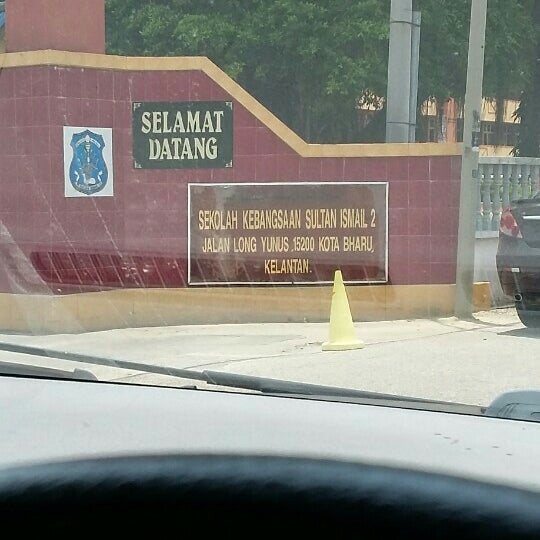 SELAMAT
DATANG
SEKOLAH KEBANGSAAN SULTAN ISMAIL 2
JALAN LONG YUNUS ,15200 KOTA BHARU,
KELANTAN.